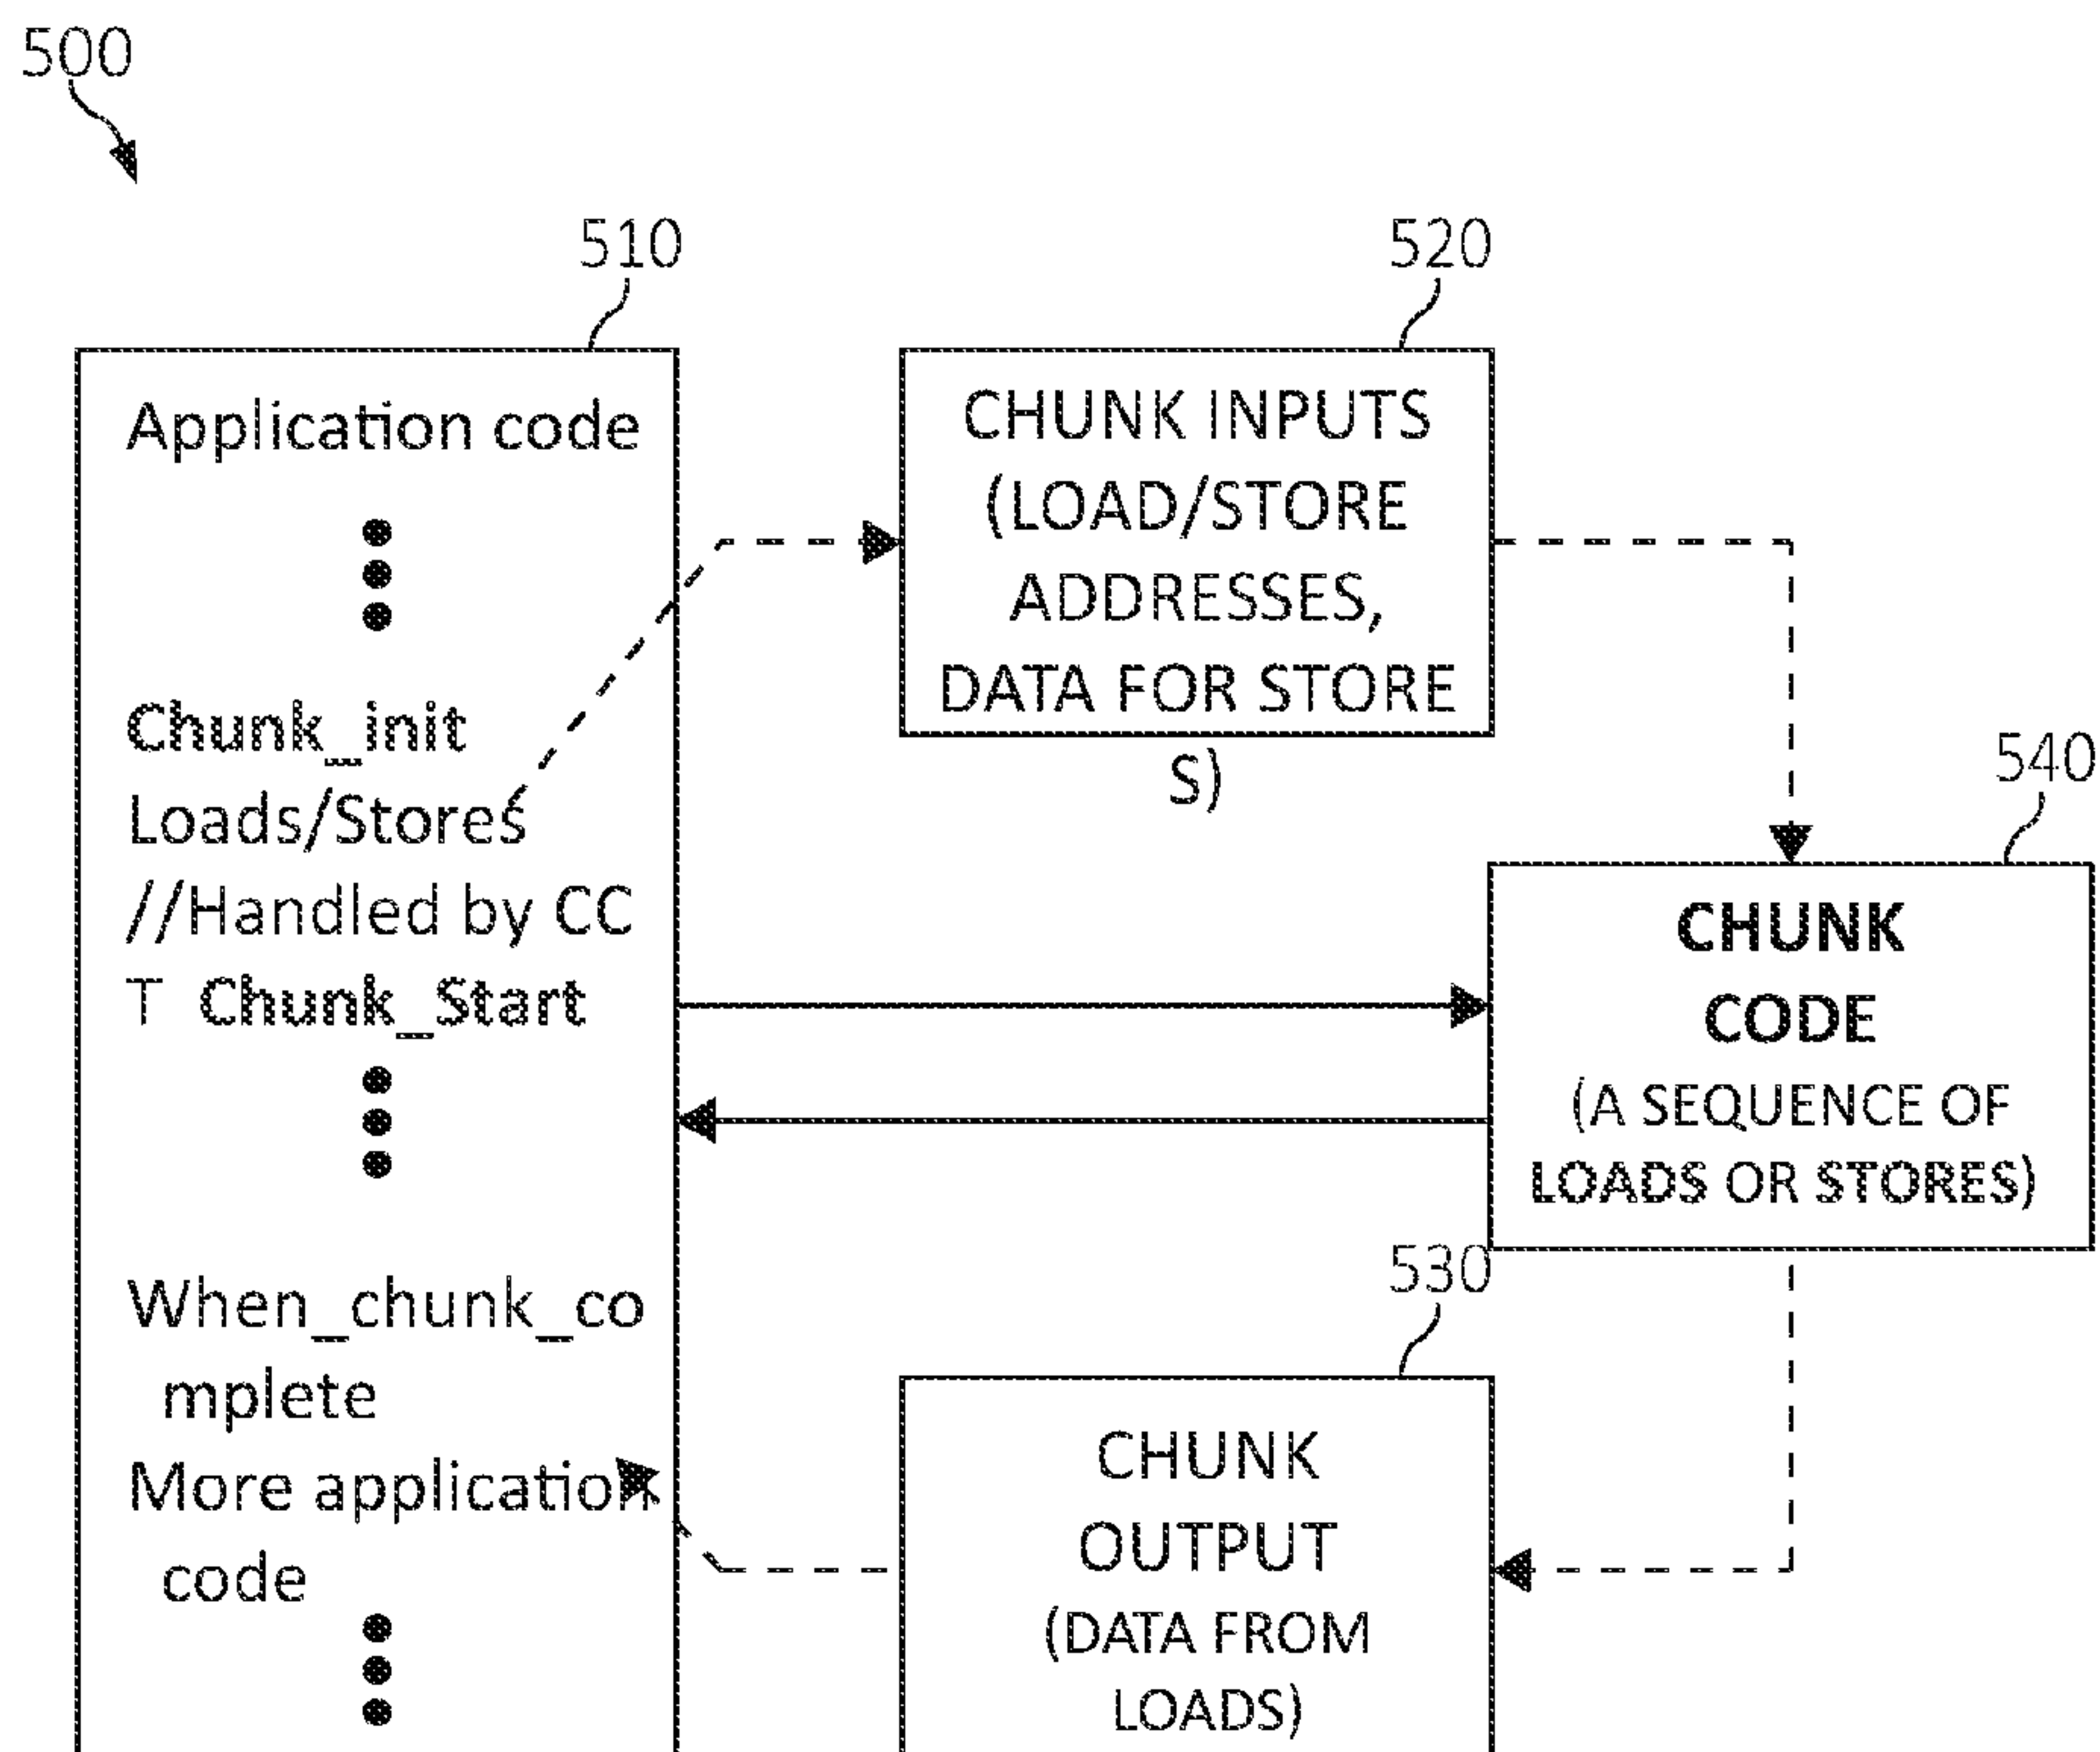 500
510
Application code
Chunk_init
Loads/Stores
//Handled by CC
T Chunk_Start
When_chunk_co
mplete
More application
code
520
CHUNK INPUTS
(LOAD/STORE
ADDRESSES,
DATA FOR STORE
S)
540
CHUNK
CODE
(A SEQUENCE OF
LOADS OR STORES)
530
CHUNK
OUTPUT
(DATA FROM
LOADS)